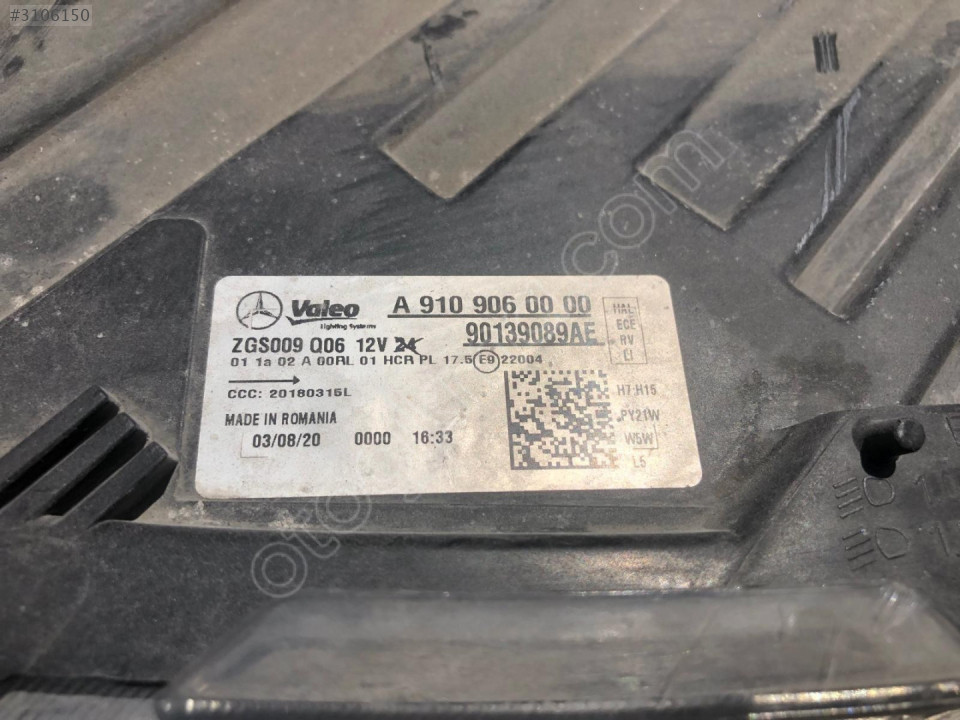 #3106150
Valeo
Lighting Systems
A 910 906 00 00
90139089AE
HAL-
ECE
RV
LI
ZGS009 Q06 12V 24
01 1a 02 A 00RL 01 HCR PL 17.5 E9 22004
CCC: 20180315L
MADE IN ROMANIA
03/08/20 0000 16:33
H7-H15
PY21W
W5W
L5
com